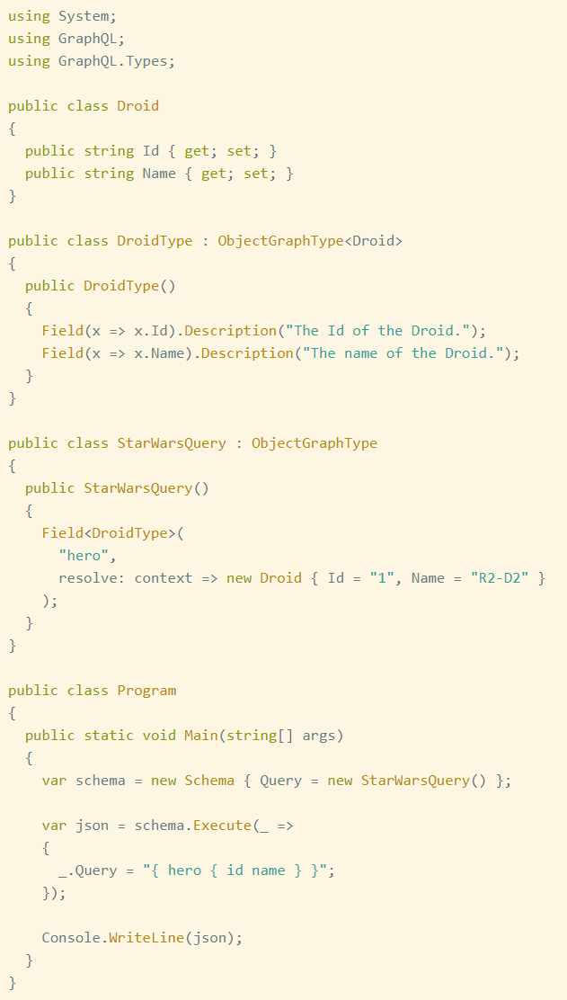 using System;
using GraphQL;
using GraphQL.Types;

public class Droid
{
  public string Id { get; set; }
  public string Name { get; set; }
}

public class DroidType : ObjectGraphType<Droid>
{
  public DroidType()
  {
    Field(x => x.Id).Description("The Id of the Droid.");
    Field(x => x.Name).Description("The name of the Droid.");
  }
}

public class StarWarsQuery : ObjectGraphType
{
  public StarWarsQuery()
  {
    Field<DroidType>(
      "hero",
      resolve: context => new Droid { Id = "1", Name = "R2-D2" }
    );
  }
}

public class Program
{
  public static void Main(string[] args)
  {
    var schema = new Schema { Query = new StarWarsQuery() };

    var json = schema.Execute(_ =>
    {
      _.Query = "{ hero { id name } }";
    });

    Console.WriteLine(json);
  }
}